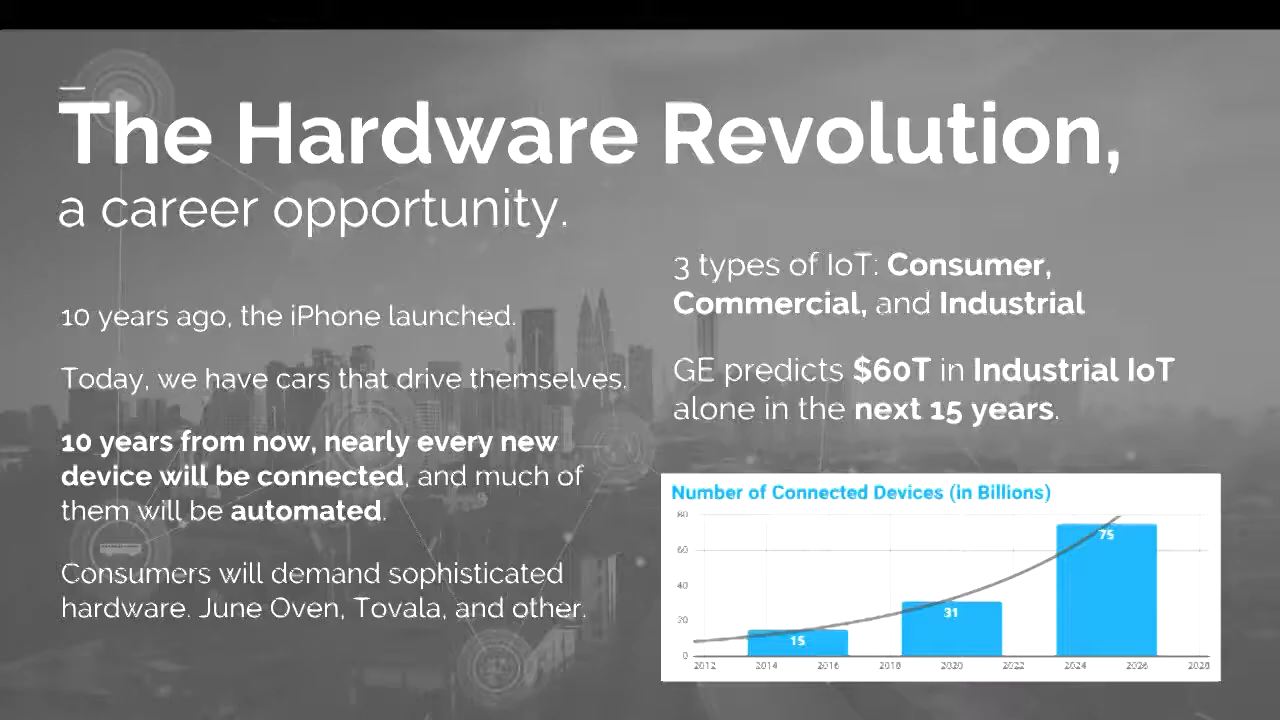 The Hardware Revolution,
a career opportunity.
10 years ago, the iPhone launched.
Today, we have cars that drive themselves.
10 years from now, nearly every new
device will be connected, and much of
them will be automated.
Consumers will demand sophisticated
hardware. June Oven, Tovala, and other.
3 types of IoT: Consumer,
Commercial, and Industrial
GE predicts $60T in Industrial IoT
alone in the next 15 years.
Number of Connected Devices (in Billions)
80
60
40
20
0
15
31
75
2012 2014 2016 2018 2020 2022 2024 2026 2028